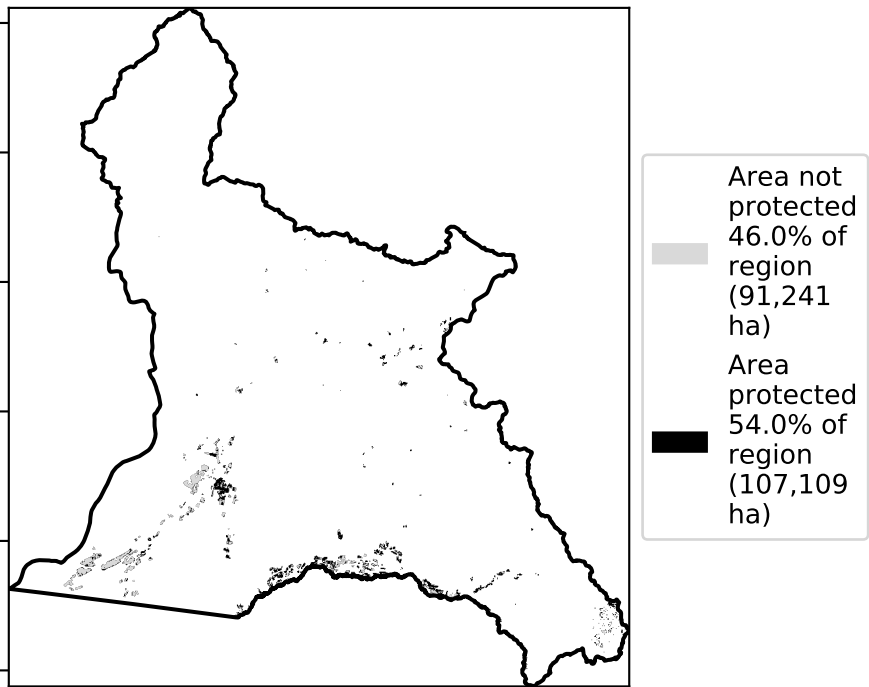 Area not
protected
46.0% of
region
(91,241
ha)
Area
protected
54.0% of
region
(107,109
ha)